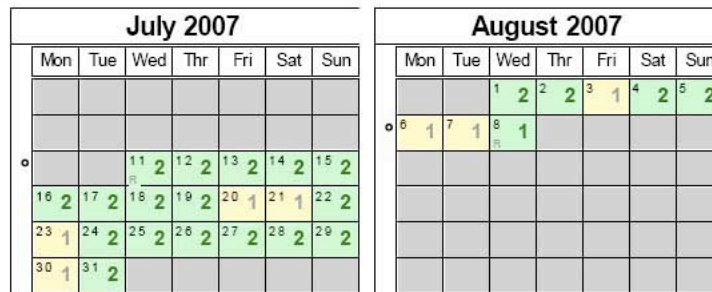 July 2007
Mon Tue Wed Thr Fri Sat Sun
11 2 12 2 13 2 14 2 15 2
R
16 2 17 2 18 2 19 2 20 1 21 1 22 2
23 1 24 2 25 2 26 2 27 2 28 2 29 2
30 1 31 2
August 2007
Mon Tue Wed Thr Fri Sat Sun
1 2 2 2 3 1 4 2 5 2
6 1 7 1 8 1
R